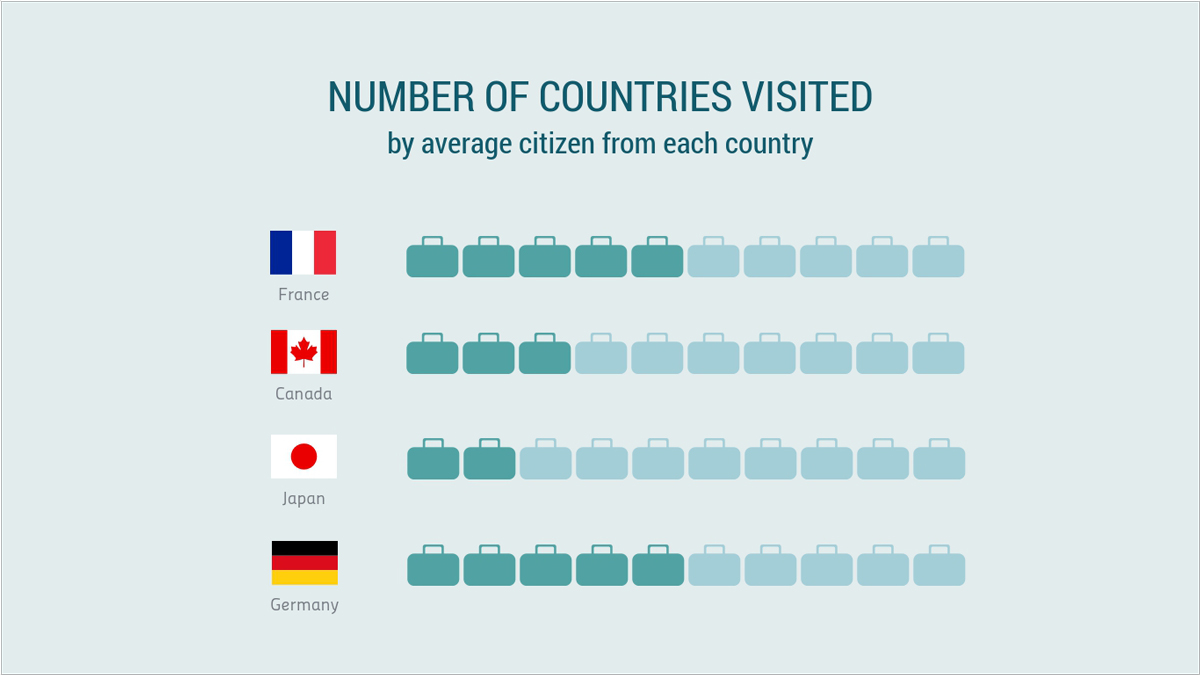 NUMBER OF COUNTRIES VISITED
by average citizen from each country
France
Canada
Japan
Germany